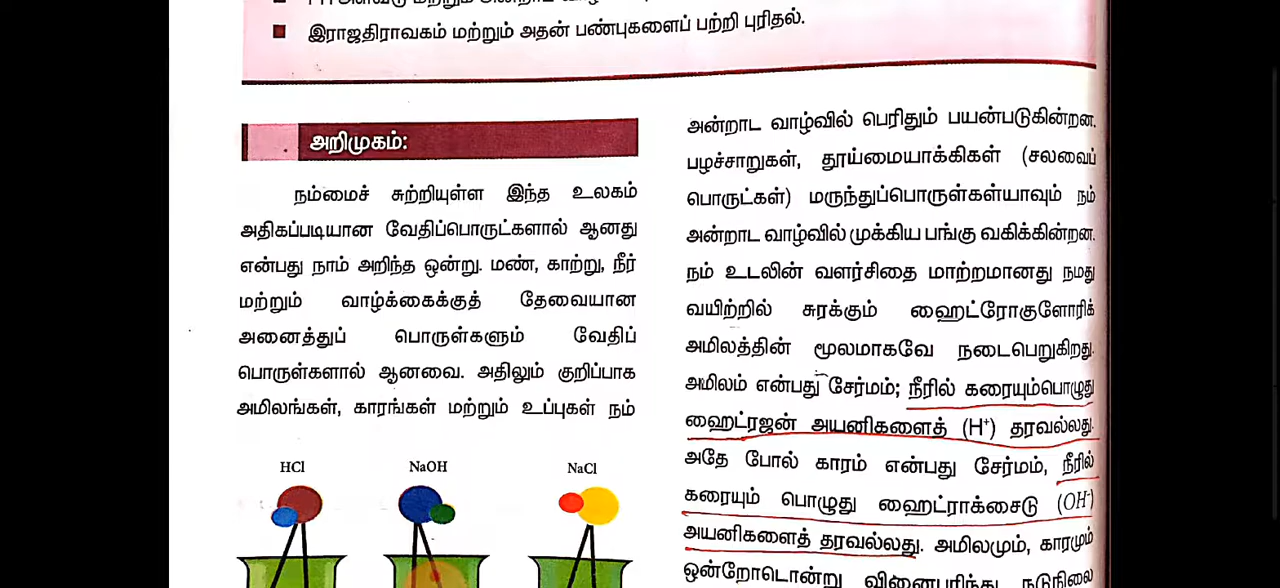 மற்றும்
இராஜதிராவகம் மற்றும் அதன் பண்புகளைப் பற்றி புரிதல்.
அறிமுகம்:
நம்மைச் சுற்றியுள்ள இந்த உலகம்
அதிகப்படியான வேதிப்பொருட்களால் ஆனது
என்பது நாம் அறிந்த ஒன்று. மண், காற்று, நீர்
மற்றும் வாழ்க்கைக்குத் தேவையான
அனைத்துப் பொருள்களும் வேதிப்
பொருள்களால் ஆனவை. அதிலும் குறிப்பாக
அமிலங்கள், காரங்கள் மற்றும் உப்புகள் நம்
HCl NaOH NaCl
அன்றாட வாழ்வில் பெரிதும் பயன்படுகின்றன.
பழச்சாறுகள், தூய்மையாக்கிகள் (சலவைப்
பொருட்கள்) மருந்துப்பொருள்கள்யாவும் நம்
அன்றாட வாழ்வில் முக்கிய பங்கு வகிக்கின்றன.
நம் உடலின் வளர்சிதை மாற்றமானது நமது
வயிற்றில் சுரக்கும் ஹைட்ரோகுளோரிக்
அமிலத்தின் மூலமாகவே நடைபெறுகிறது.
அமிலம் என்பது சேர்மம்; நீரில் கரையும்பொழுது
ஹைட்ரஜன் அயனிகளைத் (H⁺) தரவல்லது.
அதே போல் காரம் என்பது சேர்மம், நீரில்
கரையும் பொழுது ஹைட்ராக்சைடு (OH⁻)
அயனிகளைத் தரவல்லது. அமிலமும், காரமும்
ஒன்றோடொன்று வினைபுரிந்து நடுநிலை